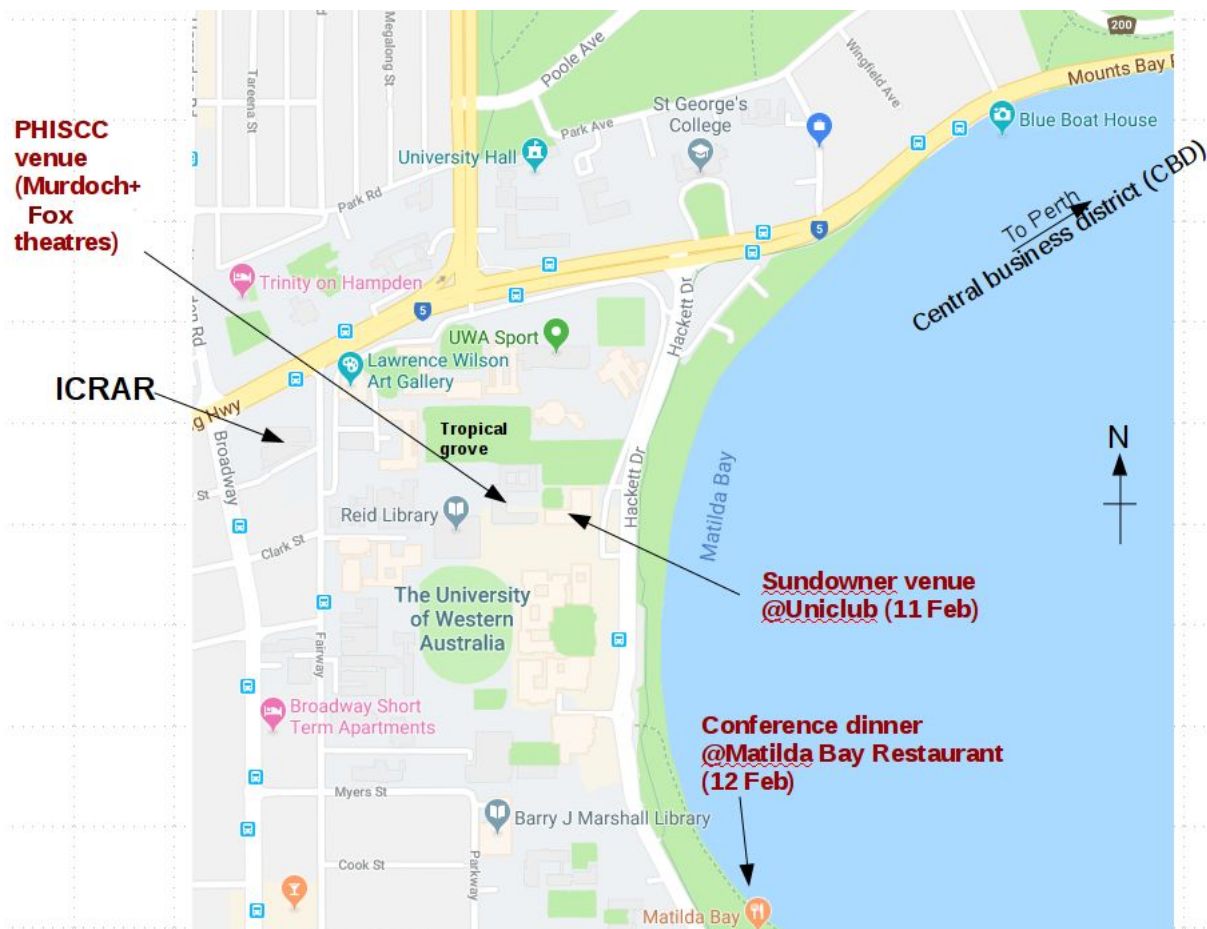 200
Megalong St
Tareena St
Poole Ave
Wingfield Ave
Mounts Bay
PHISCC
venue
(Murdoch+
Fox
theatres)
St George's
College
Blue Boat House
Park Ave
University Hall
Park Rd
To Perth
Central business district (CBD)
Trinity on Hampden
5
5
Hackett Dr
UWA Sport
Lawrence Wilson
Art Gallery
ICRAR
g Hwy
Tropical
grove
N
Broadway
St
Hackett Dr
Matilda Bay
Reid Library
Clark St
Sundowner venue
@Uniclub (11 Feb)
The University
of Western
Australia
Fairway
Broadway Short
Term Apartments
Conference dinner
@Matilda Bay Restaurant
(12 Feb)
Myers St
Barry J Marshall Library
Cook St
Parkway
Matilda Bay